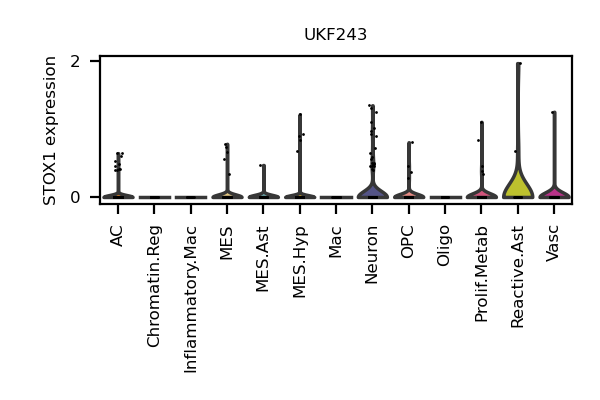 UKF243
STOX1 expression
2
0
AC
Chromatin.Reg
Inflammatory.Mac
MES
MES.Ast
MES.Hyp
Mac
Neuron
OPC
Oligo
Prolif.Metab
Reactive.Ast
Vasc